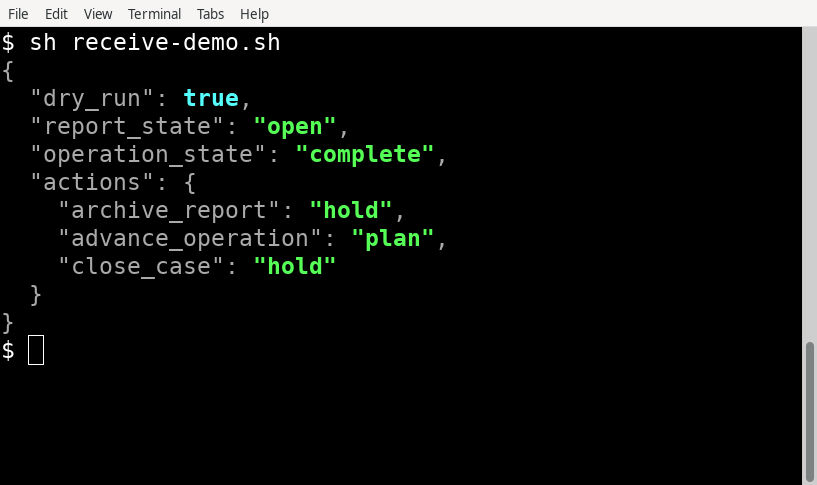 File Edit View Terminal Tabs Help
$ sh receive-demo.sh
{
  "dry_run": true,
  "report_state": "open",
  "operation_state": "complete",
  "actions": {
    "archive_report": "hold",
    "advance_operation": "plan",
    "close_case": "hold"
  }
}
$